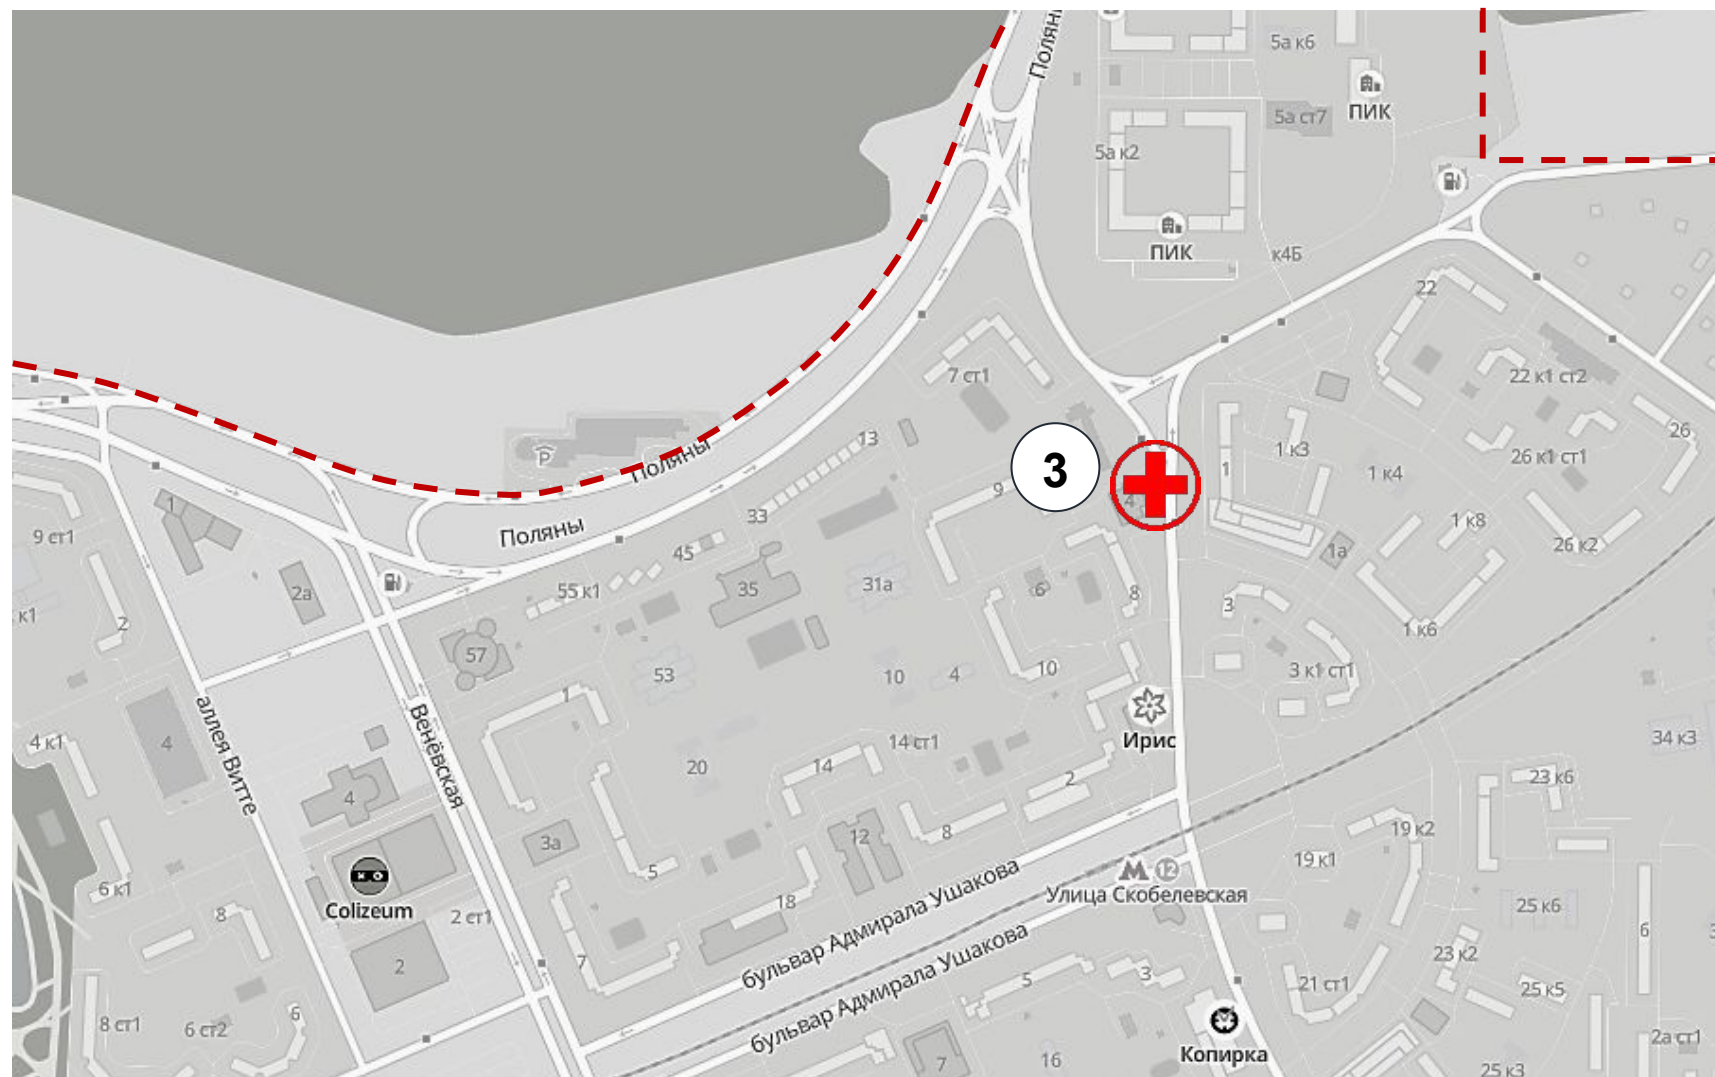 Поляны
5а к6
ПИК
5а ст7
5а к2
ПИК
к4Б
22
7 ст1
22 к1 ст2
13
26
1
1 к3
26 к1 ст1
1 к4
3
9
4
Р
Поляны
1
33
1 к8
Поляны
9 ст1
45
26 к2
1а
2а
55 к1
35
31а
6
8
3
к1
2
1 к6
57
53
10
4
10
3 к1 ст1
1
аллея Витте
Венёвская
4 к1
4
14 ст1
Ирис
34 к3
20
14
2
23 к6
4
3а
12
8
19 к2
19 к1
5
М 12
Улица Скобелевская
6 к1
Colizeum
8
2 ст1
18
бульвар Адмирала Ушакова
25 к6
6
3
2
7
бульвар Адмирала Ушакова
23 к2
5
3
21 ст1
25 к5
8 ст1
6 ст2
6
Копирка
7
16
2а ст1
25 к3